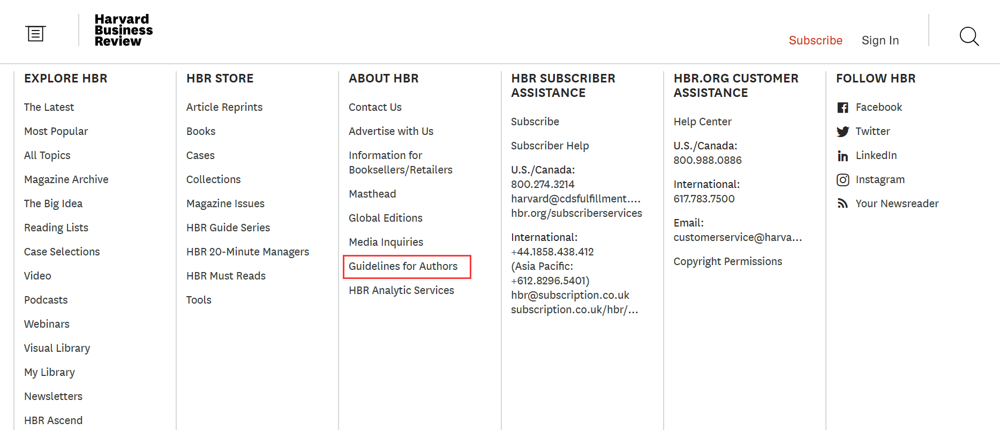 Harvard
Business
Review
Subscribe
Sign In
EXPLORE HBR
The Latest
Most Popular
All Topics
Magazine Archive
The Big Idea
Reading Lists
Case Selections
Video
Podcasts
Webinars
Visual Library
My Library
Newsletters
HBR Ascend
HBR STORE
Article Reprints
Books
Cases
Collections
Magazine Issues
HBR Guide Series
HBR 20-Minute Managers
HBR Must Reads
Tools
ABOUT HBR
Contact Us
Advertise with Us
Information for
Booksellers/Retailers
Masthead
Global Editions
Media Inquiries
Guidelines for Authors
HBR Analytic Services
HBR SUBSCRIBER
ASSISTANCE
Subscribe
Subscriber Help
U.S./Canada:
800.274.3214
harvard@cdsfulfillment....
hbr.org/subscriberservices
International:
+44.1858.438.412
(Asia Pacific:
+612.8296.5401)
hbr@subscription.co.uk
subscription.co.uk/hbr/...
HBR.ORG CUSTOMER
ASSISTANCE
Help Center
U.S./Canada:
800.988.0886
International:
617.783.7500
Email:
customerservice@harva...
Copyright Permissions
FOLLOW HBR
Facebook
Twitter
LinkedIn
Instagram
Your Newsreader